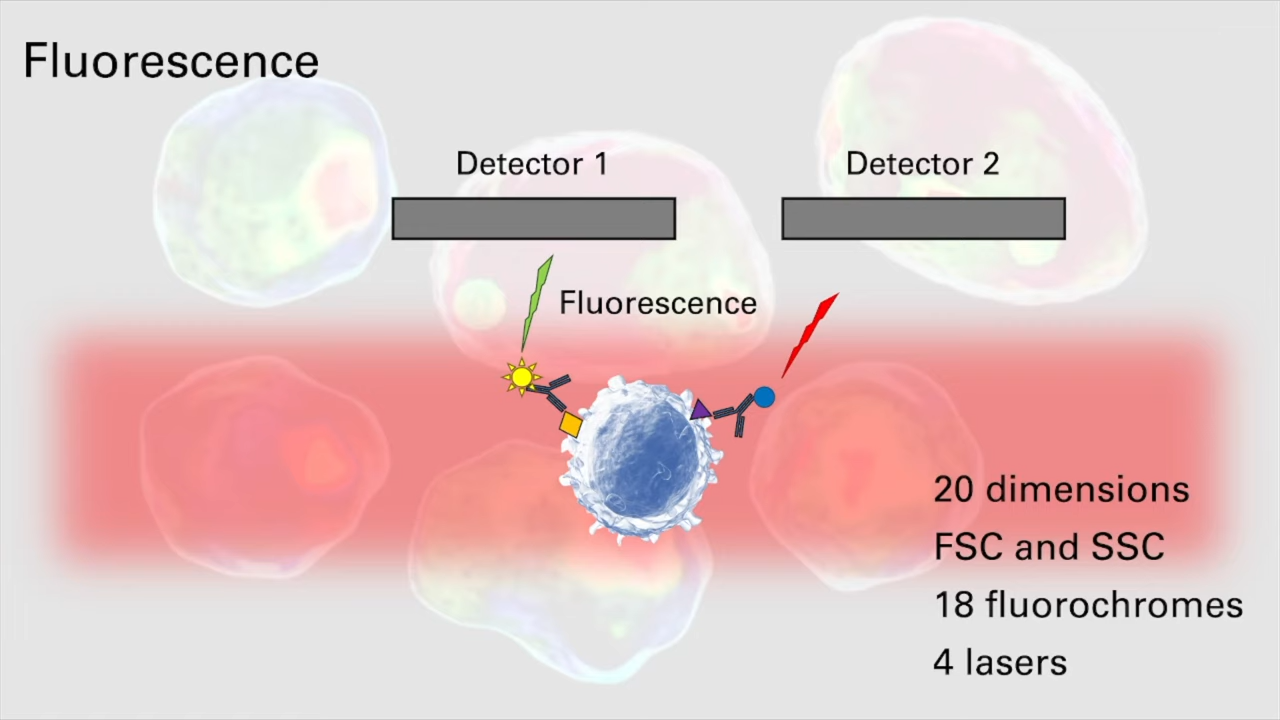 Fluorescence
Detector 1
Detector 2
Fluorescence
20 dimensions
FSC and SSC
18 fluorochromes
4 lasers